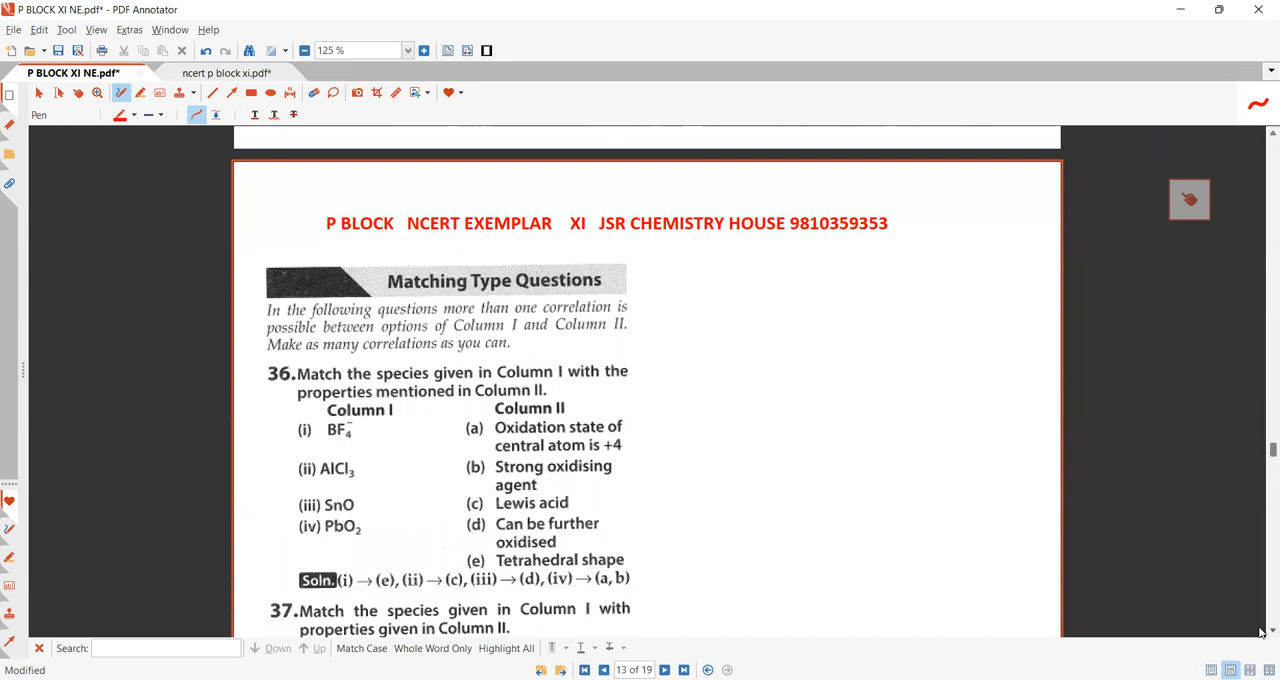 P BLOCK XI NE.pdf* - PDF Annotator
File Edit Tool View Extras Window Help
125 %
P BLOCK XI NE.pdf* ncert p block xi.pdf*
Pen
P BLOCK NCERT EXEMPLAR XI JSR CHEMISTRY HOUSE 9810359353
Matching Type Questions
In the following questions more than one correlation is
possible between options of Column I and Column II.
Make as many correlations as you can.
36. Match the species given in Column I with the
properties mentioned in Column II.
Column I Column II
(i) BF₄⁻ (a) Oxidation state of
central atom is +4
(ii) AlCl₃ (b) Strong oxidising
agent
(iii) SnO (c) Lewis acid
(iv) PbO₂ (d) Can be further
oxidised
(e) Tetrahedral shape
Soln. (i) → (e), (ii) → (c), (iii) → (d), (iv) → (a, b)
37. Match the species given in Column I with
properties given in Column II.
Search: Down Up Match Case Whole Word Only Highlight All
13 of 19
Modified